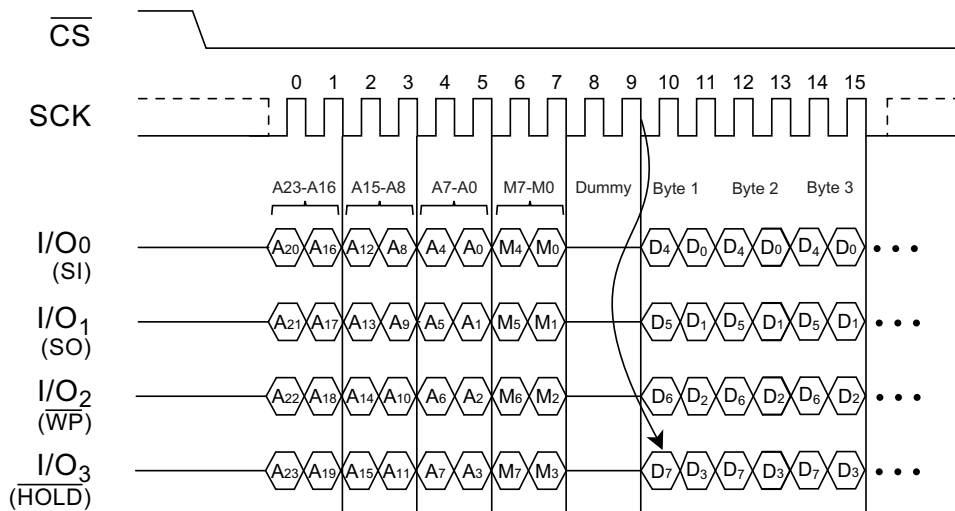 CS
0 1 2 3 4 5 6 7 8 9 10 11 12 13 14 15
SCK
A23-A16 A15-A8 A7-A0 M7-M0 Dummy Byte 1 Byte 2 Byte 3
I/O0 A20 A16 A12 A8 A4 A0 M4 M0 D4 D0 D4 D0 D4 D0 • • •
(SI)
I/O1 A21 A17 A13 A9 A5 A1 M5 M1 D5 D1 D5 D1 D5 D1 • • •
(SO)
I/O2 A22 A18 A14 A10 A6 A2 M6 M2 D6 D2 D6 D2 D6 D2 • • •
(WP)
I/O3 A23 A19 A15 A11 A7 A3 M7 M3 D7 D3 D7 D3 D7 D3 • • •
(HOLD)